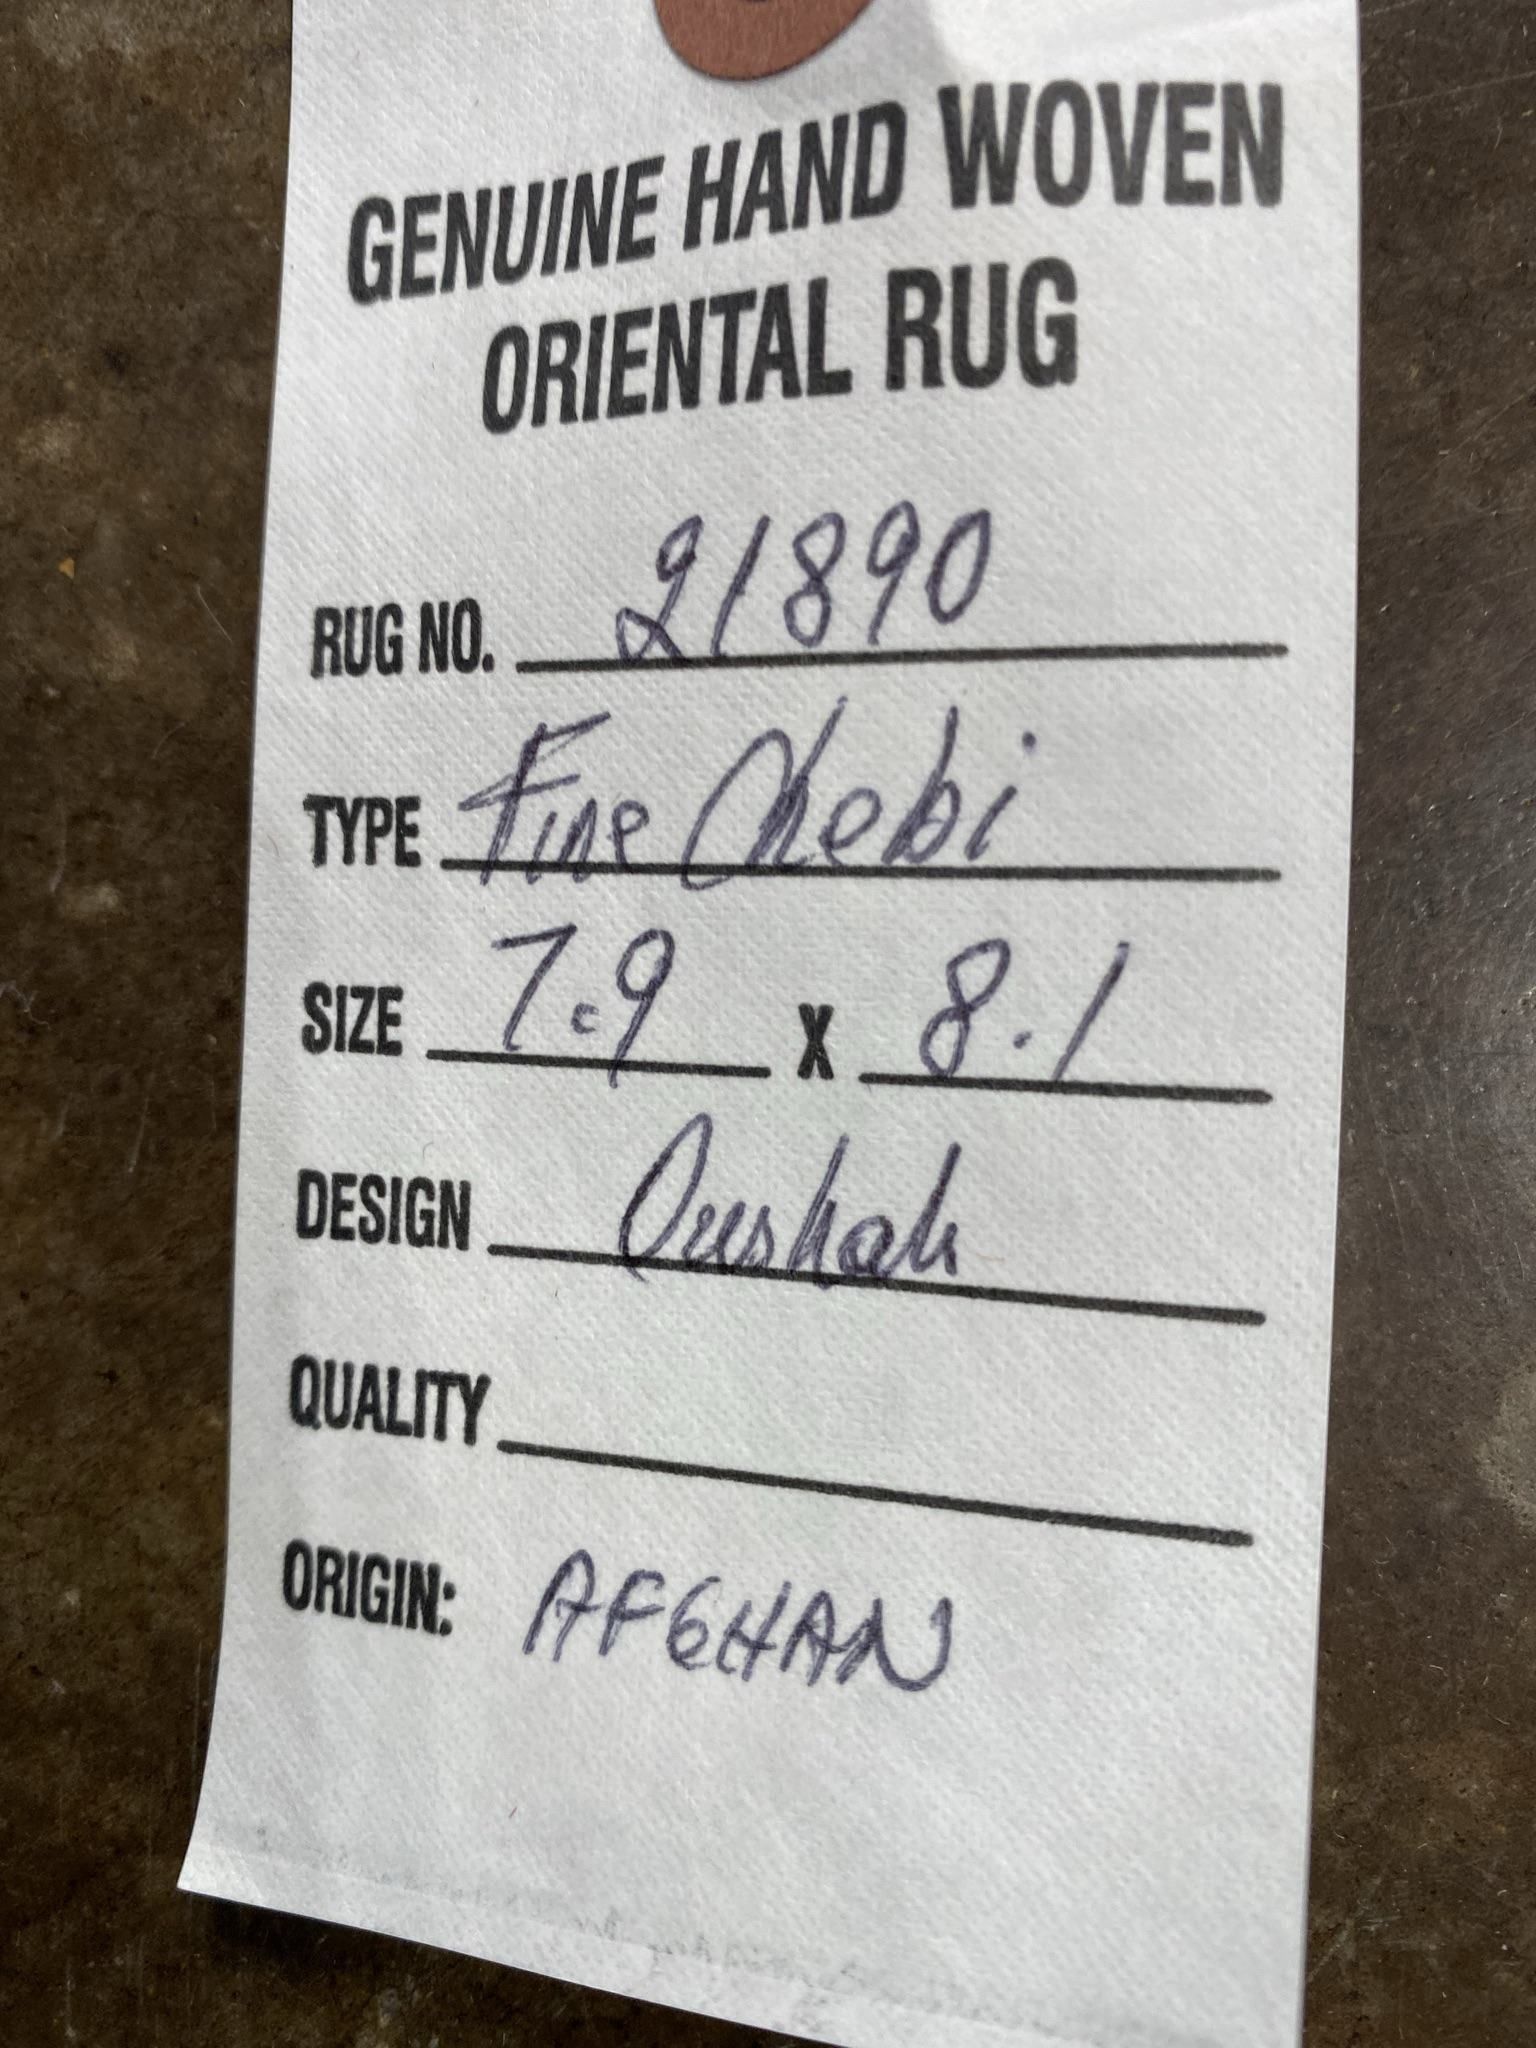 GENUINE HAND WOVEN
ORIENTAL RUG
RUG NO. 21890
TYPE Fine Chobi
SIZE 7.9 X 8.1
DESIGN Oushak
QUALITY
ORIGIN: AFGHAN